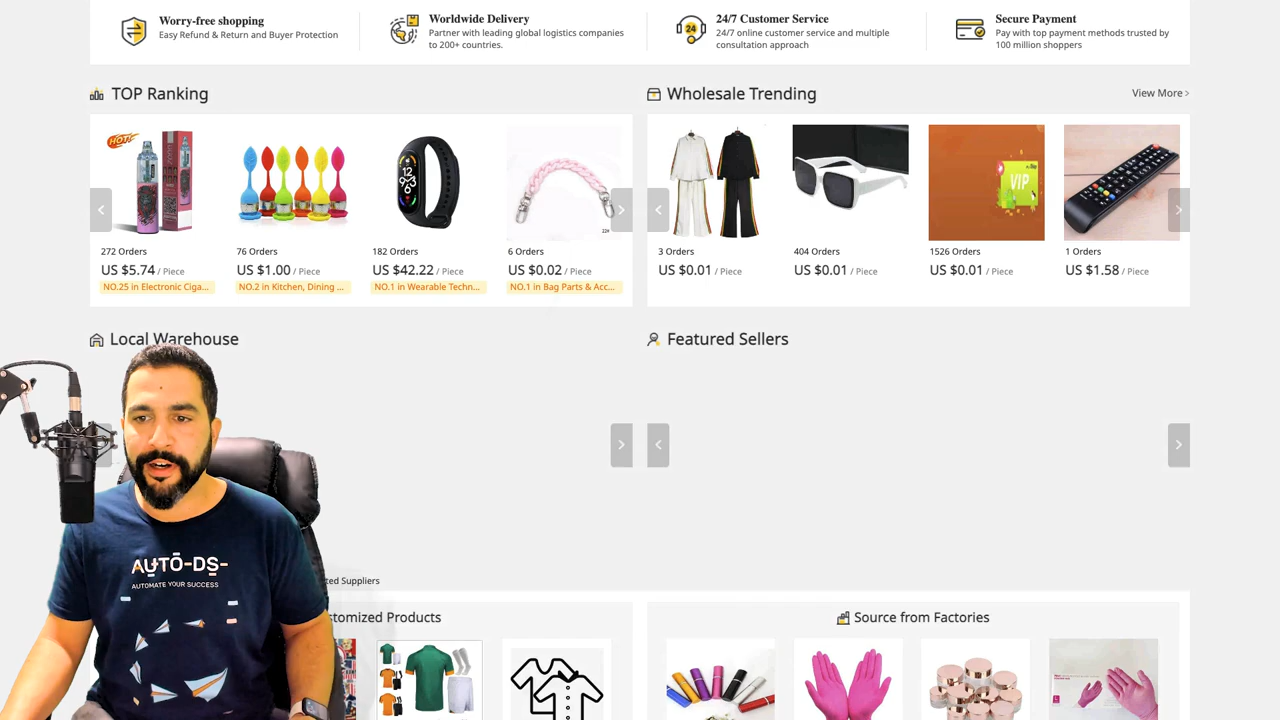 Worry-free shopping
Easy Refund & Return and Buyer Protection
Worldwide Delivery
Partner with leading global logistics companies
to 200+ countries.
24
24/7 Customer Service
24/7 online customer service and multiple
consultation approach
Secure Payment
Pay with top payment methods trusted by
100 million shoppers
TOP Ranking
HOT
272 Orders
US $5.74 / Piece
NO.25 in Electronic Ciga...
76 Orders
US $1.00 / Piece
NO.2 in Kitchen, Dining ...
182 Orders
US $42.22 / Piece
NO.1 in Wearable Techn...
6 Orders
US $0.02 / Piece
NO.1 in Bag Parts & Acc...
Wholesale Trending
View More >
3 Orders
US $0.01 / Piece
404 Orders
US $0.01 / Piece
VIP
1526 Orders
US $0.01 / Piece
1 Orders
US $1.58 / Piece
Local Warehouse
Featured Sellers
AUTO-DS-
AUTOMATE YOUR SUCCESS
ted Suppliers
stomized Products
Source from Factories